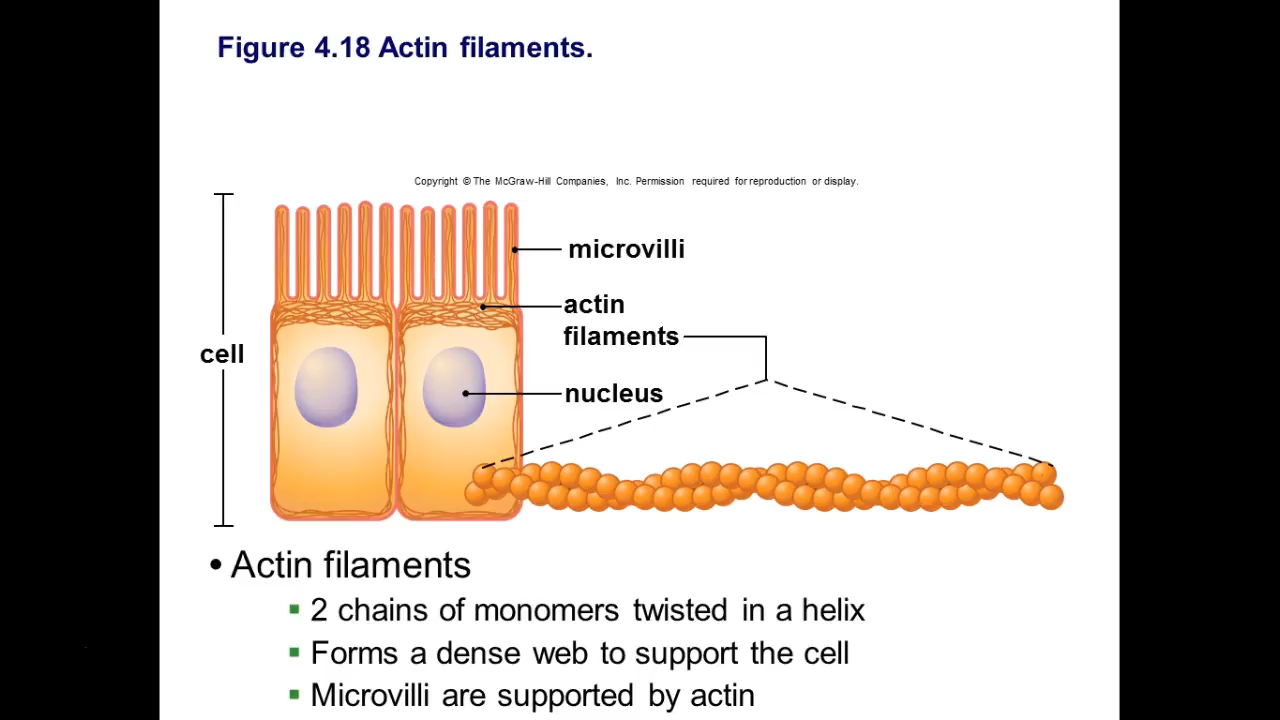 Figure 4.18 Actin filaments.
Copyright © The McGraw-Hill Companies, Inc. Permission required for reproduction or display.
microvilli
actin
filaments
cell
nucleus
• Actin filaments
▪ 2 chains of monomers twisted in a helix
▪ Forms a dense web to support the cell
▪ Microvilli are supported by actin